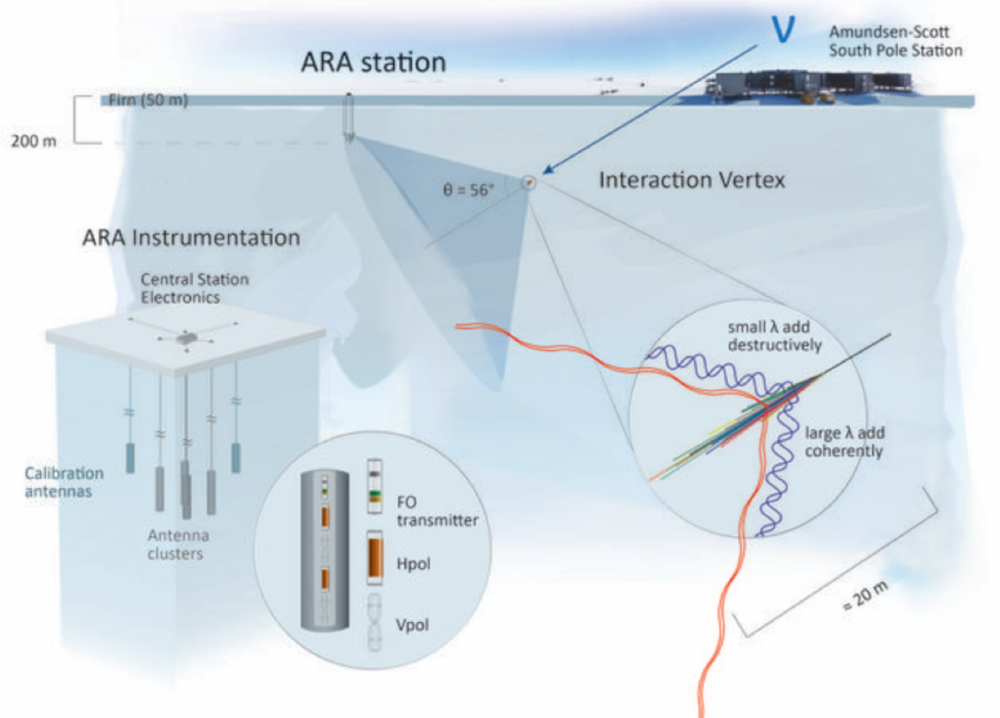 ν
Amundsen-Scott
South Pole Station
ARA station
Firn (50 m)
200 m
θ = 56°
Interaction Vertex
ARA Instrumentation
Central Station
Electronics
small λ add
destructively
large λ add
coherently
Calibration
antennas
Antenna
clusters
FO
transmitter
Hpol
Vpol
≈ 20 m